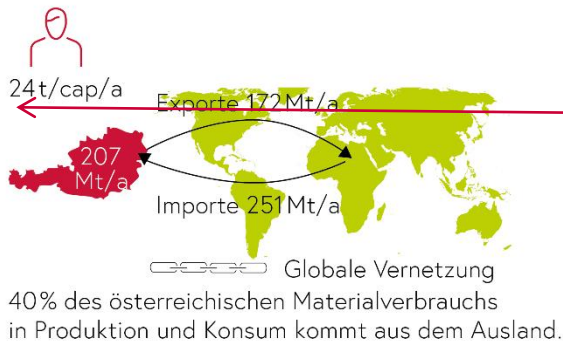 24t/cap/a
Exporte 172 Mt/a
207
Mt/a
Importe 251 Mt/a
Globale Vernetzung
40% des österreichischen Materialverbrauchs
in Produktion und Konsum kommt aus dem Ausland.